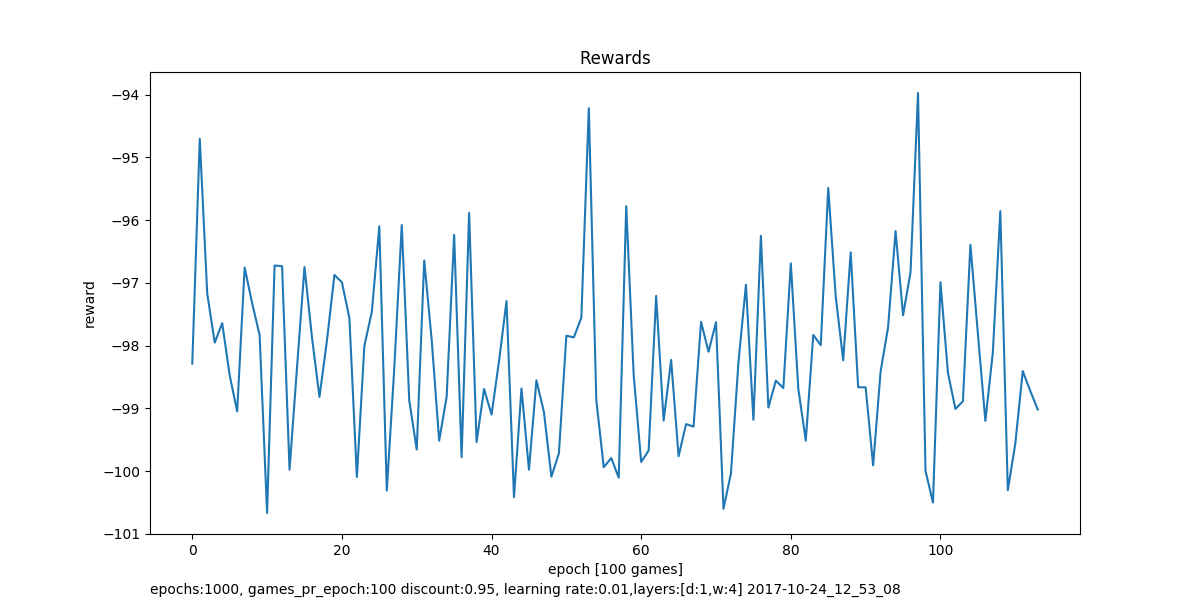 Rewards
−94
−95
−96
−97
−98
−99
−100
−101
reward
0 20 40 60 80 100
epoch [100 games]
epochs:1000, games_pr_epoch:100 discount:0.95, learning rate:0.01,layers:[d:1,w:4] 2017-10-24_12_53_08